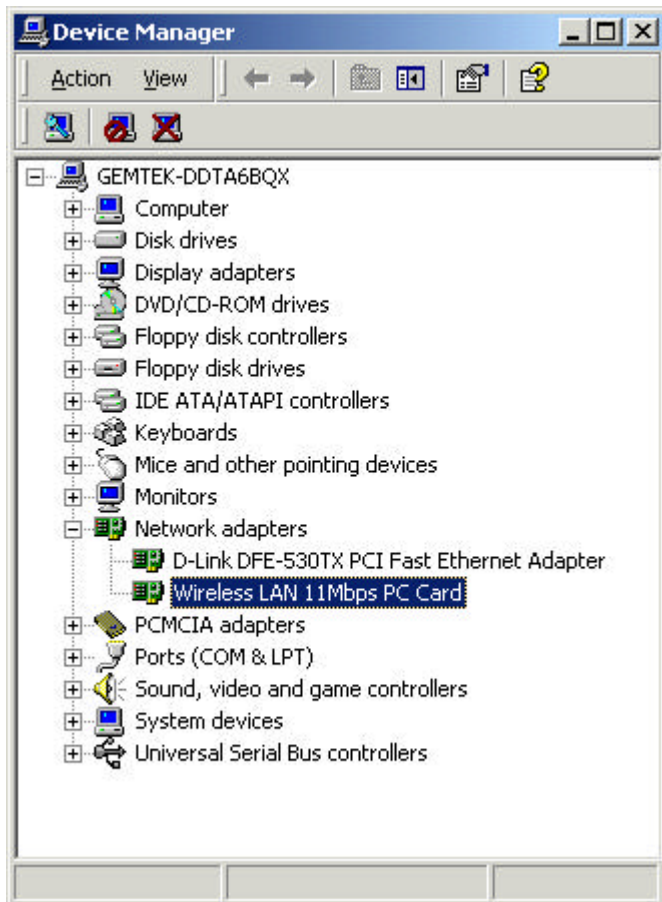 Device Manager
Action View
GEMTEK-DDTA6BQX
Computer
Disk drives
Display adapters
DVD/CD-ROM drives
Floppy disk controllers
Floppy disk drives
IDE ATA/ATAPI controllers
Keyboards
Mice and other pointing devices
Monitors
Network adapters
D-Link DFE-530TX PCI Fast Ethernet Adapter
Wireless LAN 11Mbps PC Card
PCMCIA adapters
Ports (COM & LPT)
Sound, video and game controllers
System devices
Universal Serial Bus controllers